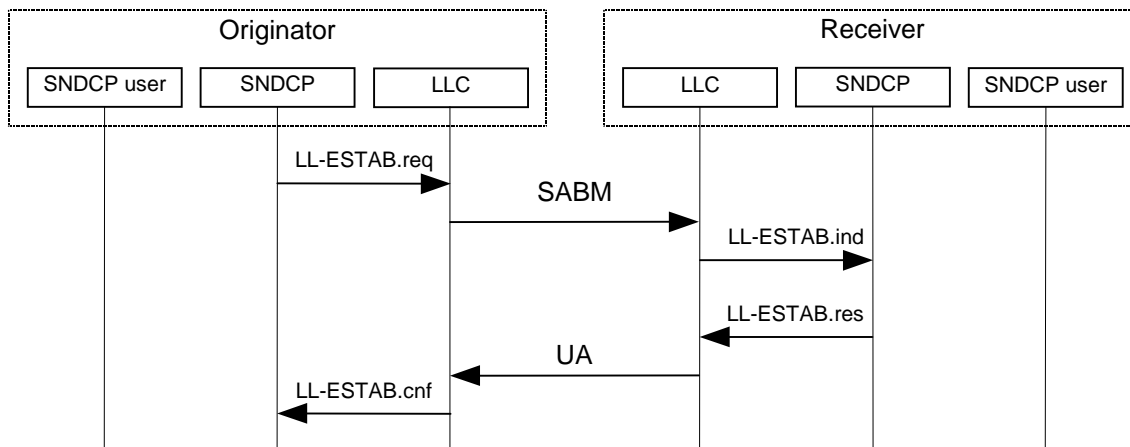 Originator
Receiver
SNDCP user
SNDCP
LLC
LLC
SNDCP
SNDCP user
LL-ESTAB.req
SABM
LL-ESTAB.ind
LL-ESTAB.res
UA
LL-ESTAB.cnf